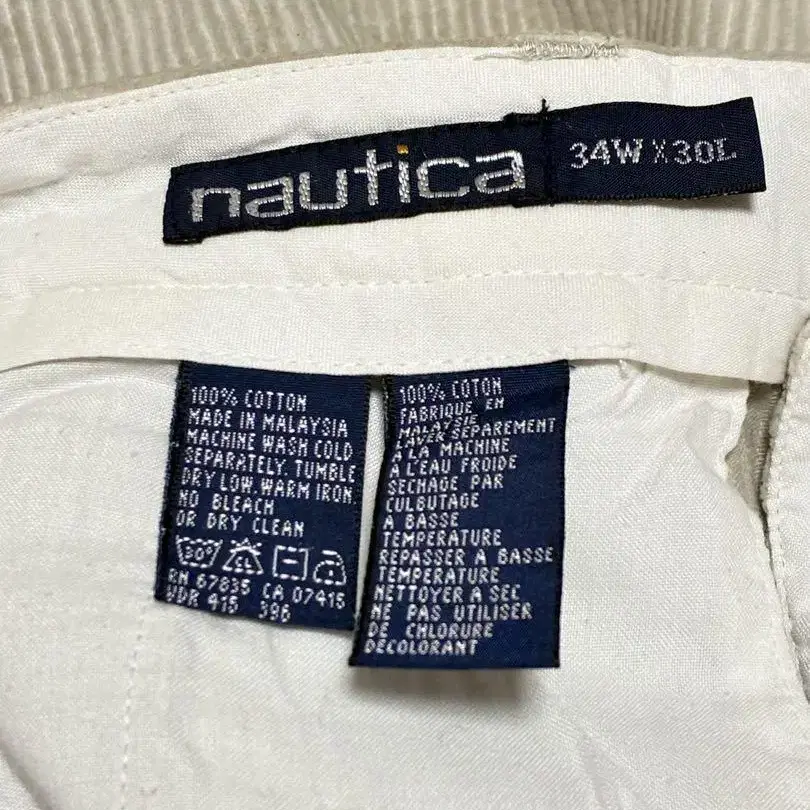 nautica
34W X 30L
100% COTTON
MADE IN MALAYSIA
MACHINE WASH COLD
SEPARATELY. TUMBLE
DRY LOW. WARM IRON.
NO BLEACH
OR DRY CLEAN
30° CL
RN 67835 CA 07415
VDR 415 396
100% COTON
FABRIQUE EN
MALAYSIE
LAVER SEPAREMENT
A LA MACHINE
A L'EAU FROIDE
SECHAGE PAR
CULBUTAGE
A BASSE
TEMPERATURE
REPASSER A BASSE
TEMPERATURE
NETTOYER A SEC
NE PAS UTILISER
DE CHLORURE
DECOLORANT